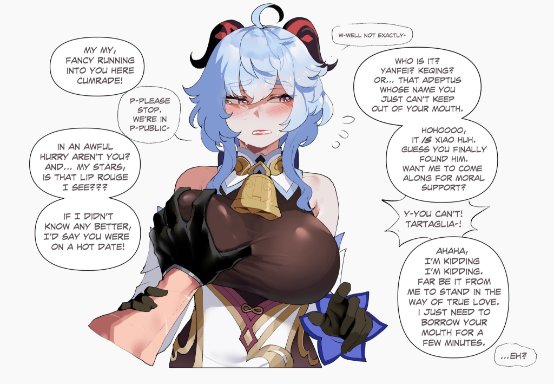 MY MY,
FANCY RUNNING
INTO YOU HERE
CUMRADE!
P-PLEASE
STOP,
WE'RE IN
P-PUBLIC-
IN AN AWFUL
HURRY AREN'T YOU?
AND... MY STARS,
IS THAT LIP ROUGE
I SEE???
IF I DIDN'T
KNOW ANY BETTER,
I'D SAY YOU WERE
ON A HOT DATE!
W-WELL NOT EXACTLY-
WHO IS IT?
YANFEI? KEQING?
OR... THAT ADEPTUS
WHOSE NAME YOU
JUST CAN'T KEEP
OUT OF YOUR MOUTH.
HOHOOOO,
IT IS XIAO HUH.
GUESS YOU FINALLY
FOUND HIM.
WANT ME TO COME
ALONG FOR MORAL
SUPPORT?
Y-YOU CAN'T!
TARTAGLIA-!
AHAHA,
I'M KIDDING
I'M KIDDING.
FAR BE IT FROM
ME TO STAND IN THE
WAY OF TRUE LOVE.
I JUST NEED TO
BORROW YOUR
MOUTH FOR A
FEW MINUTES.
...EH?